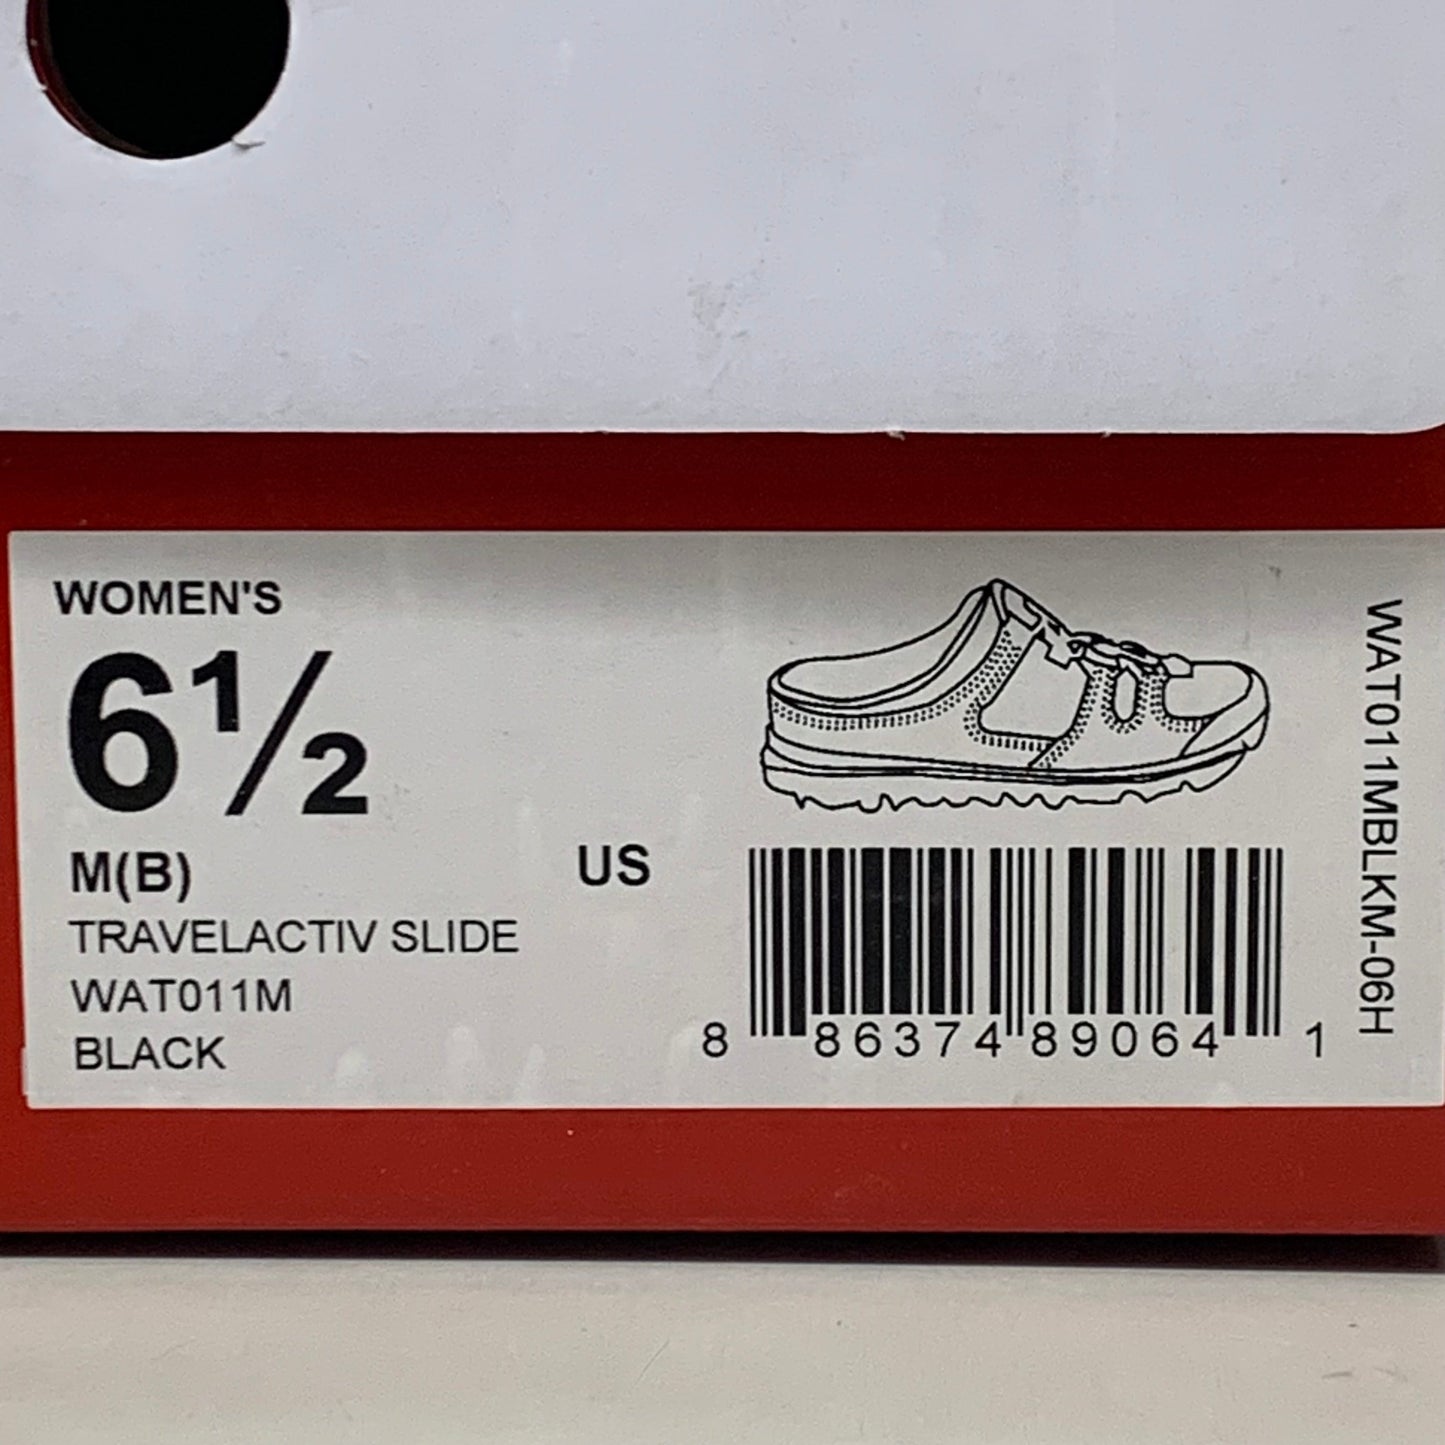 WOMEN'S
6½
M(B)
US
TRAVELACTIV SLIDE
WAT011M
BLACK
8 86374 89064 1
WAT011MBLKM-06H